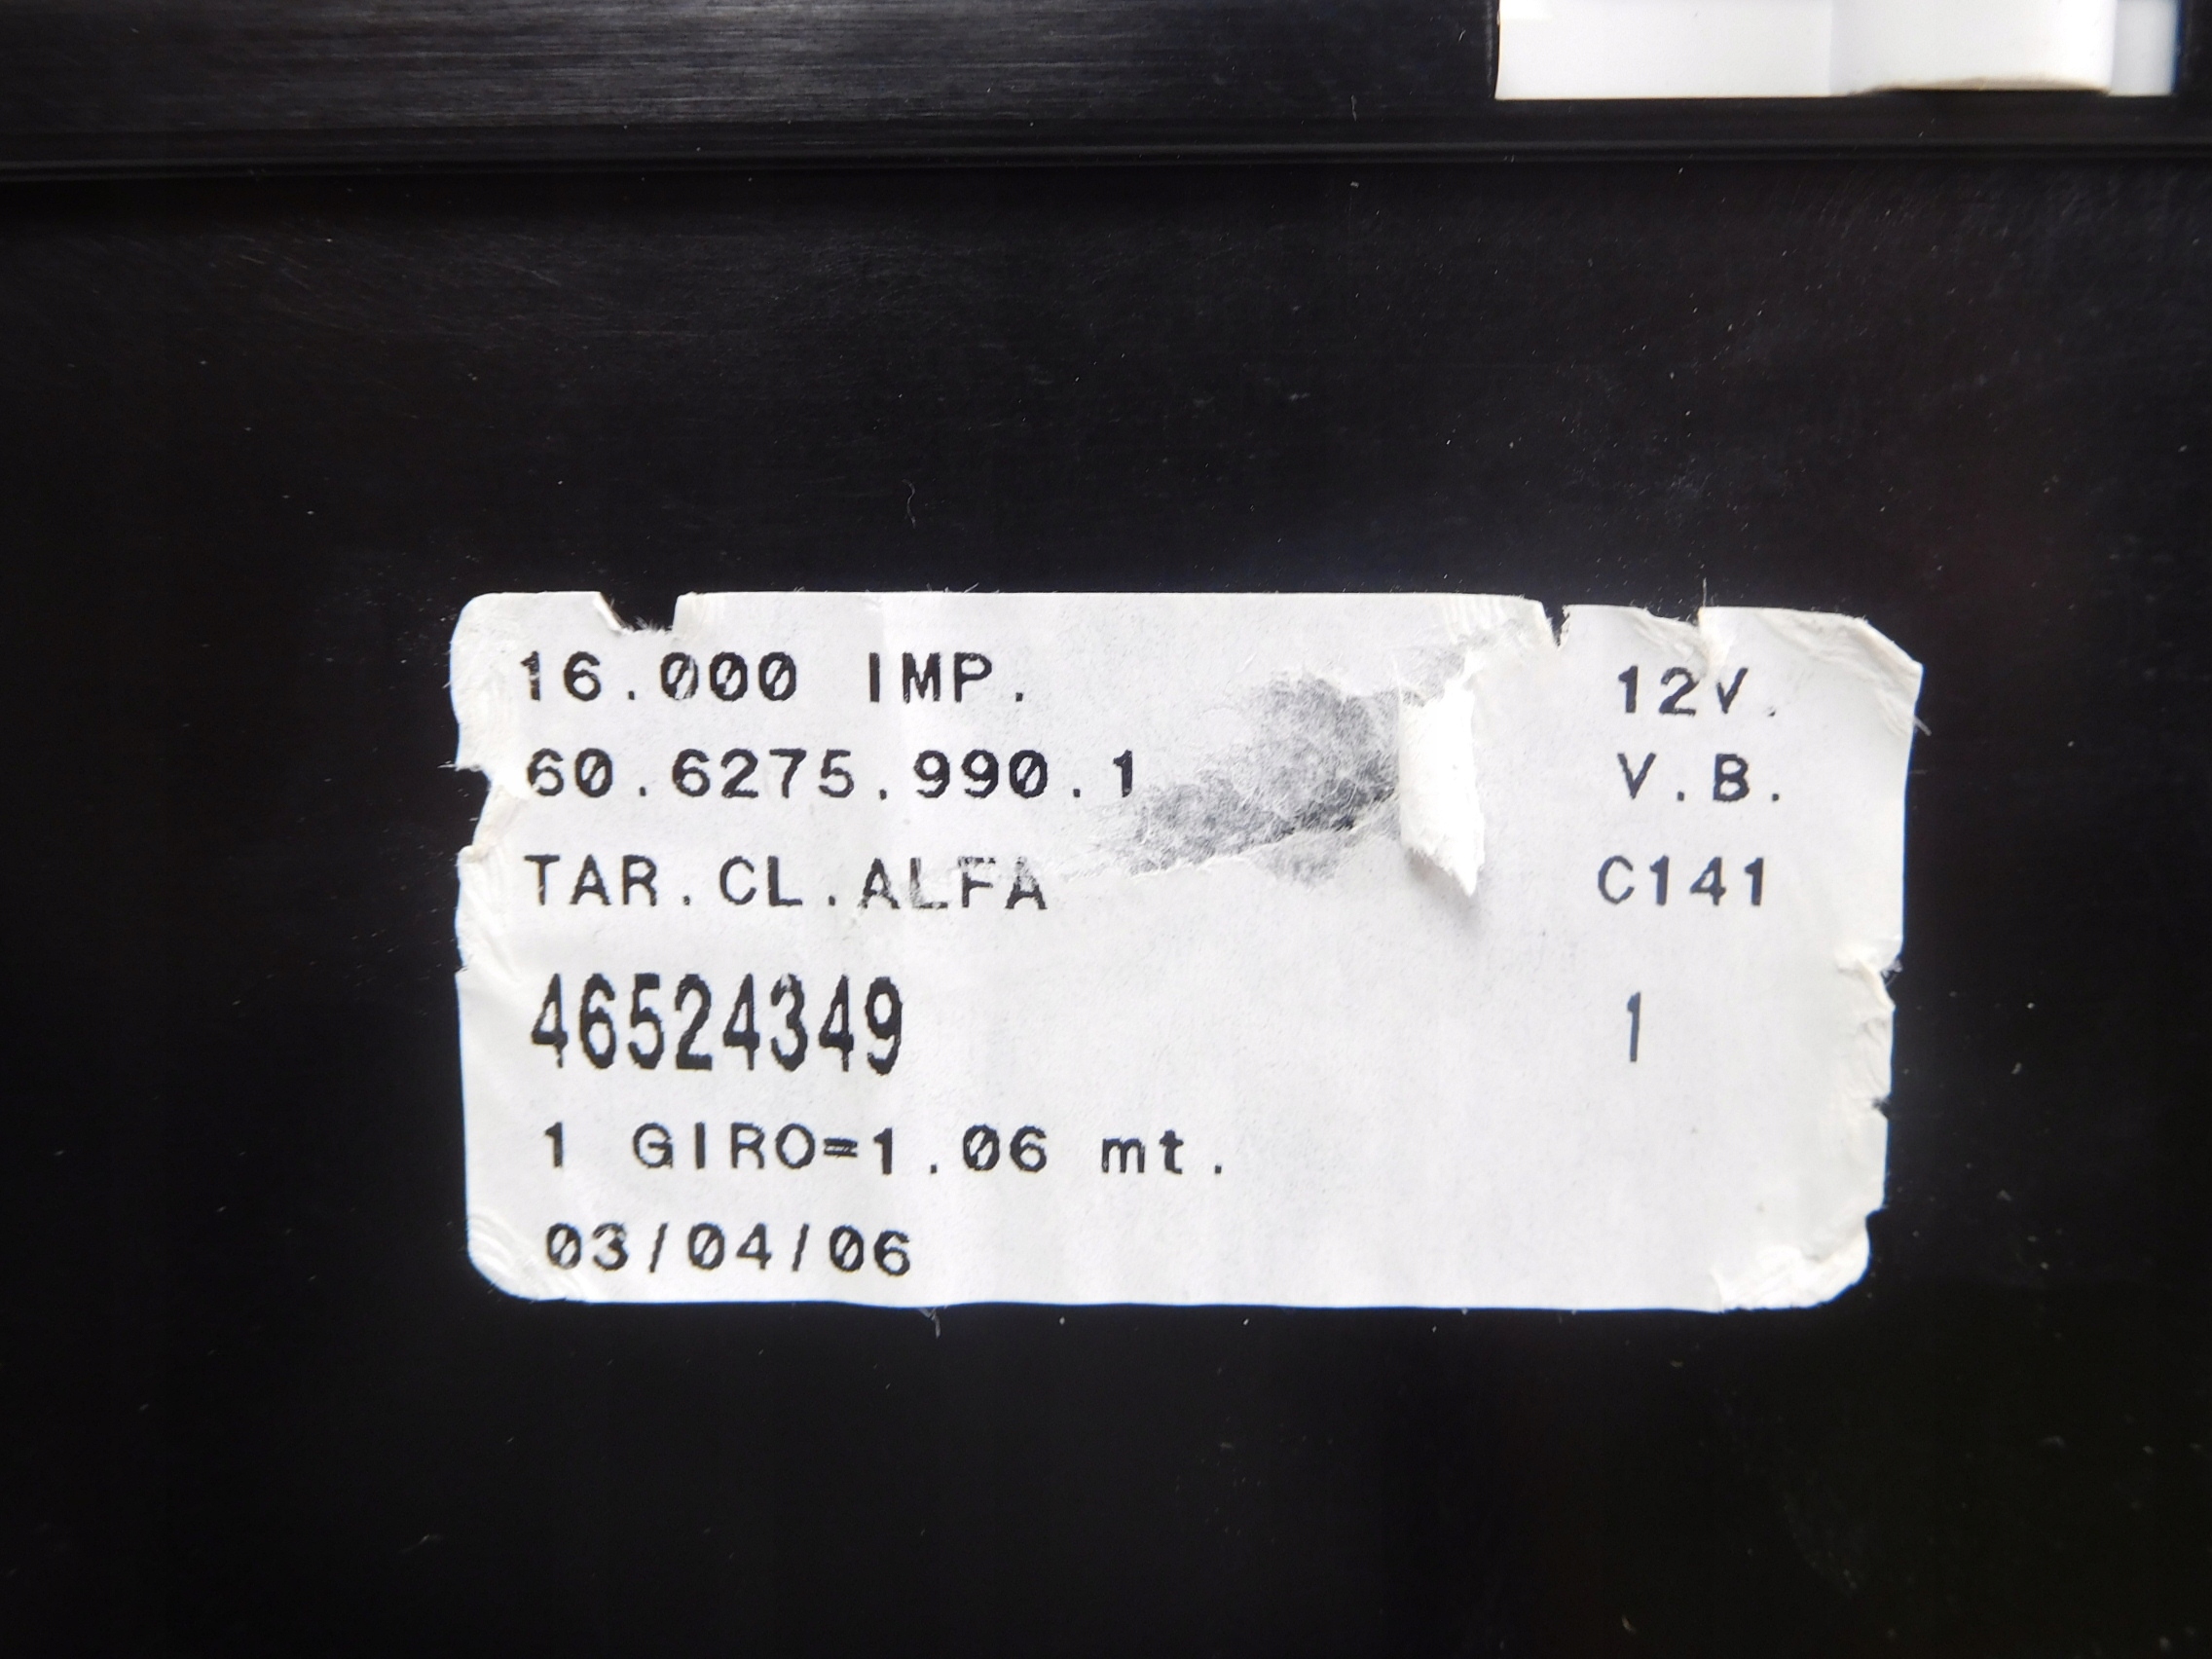 16.000 IMP. 12V.
60.6275.990.1 V.B.
TAR.CL.ALFA C141
46524349 1
1 GIRO=1.06 mt.
03/04/06